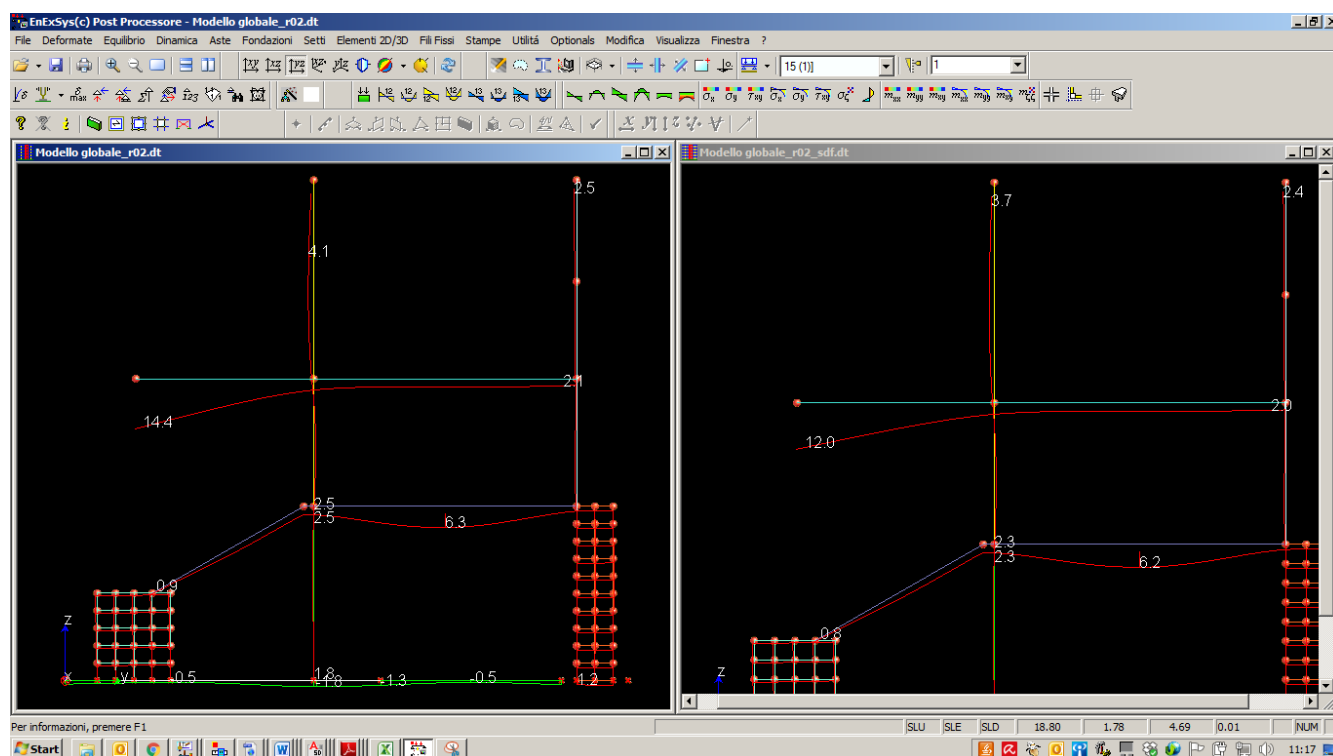 EnExSys(c) Post Processore - Modello globale_r02.dt
File Deformate Equilibrio Dinamica Aste Fondazioni Setti Elementi 2D/3D Fili Fissi Stampe Utilitá Optionals Modifica Visualizza Finestra ?
15 (1)] 1
Modello globale_r02.dt
2.5
4.1
2.1
14.4
2.5
2.5
6.3
0.9
Z
X
Y
-0.5
-1.8
-1.3
-0.5
1.2
Modello globale_r02_sdf.dt
3.7
2.4
2.0
12.0
2.3
2.3
6.2
0.8
Z
Per informazioni, premere F1
SLU SLE SLD 18.80 1.78 4.69 0.01 NUM
Start 11:17